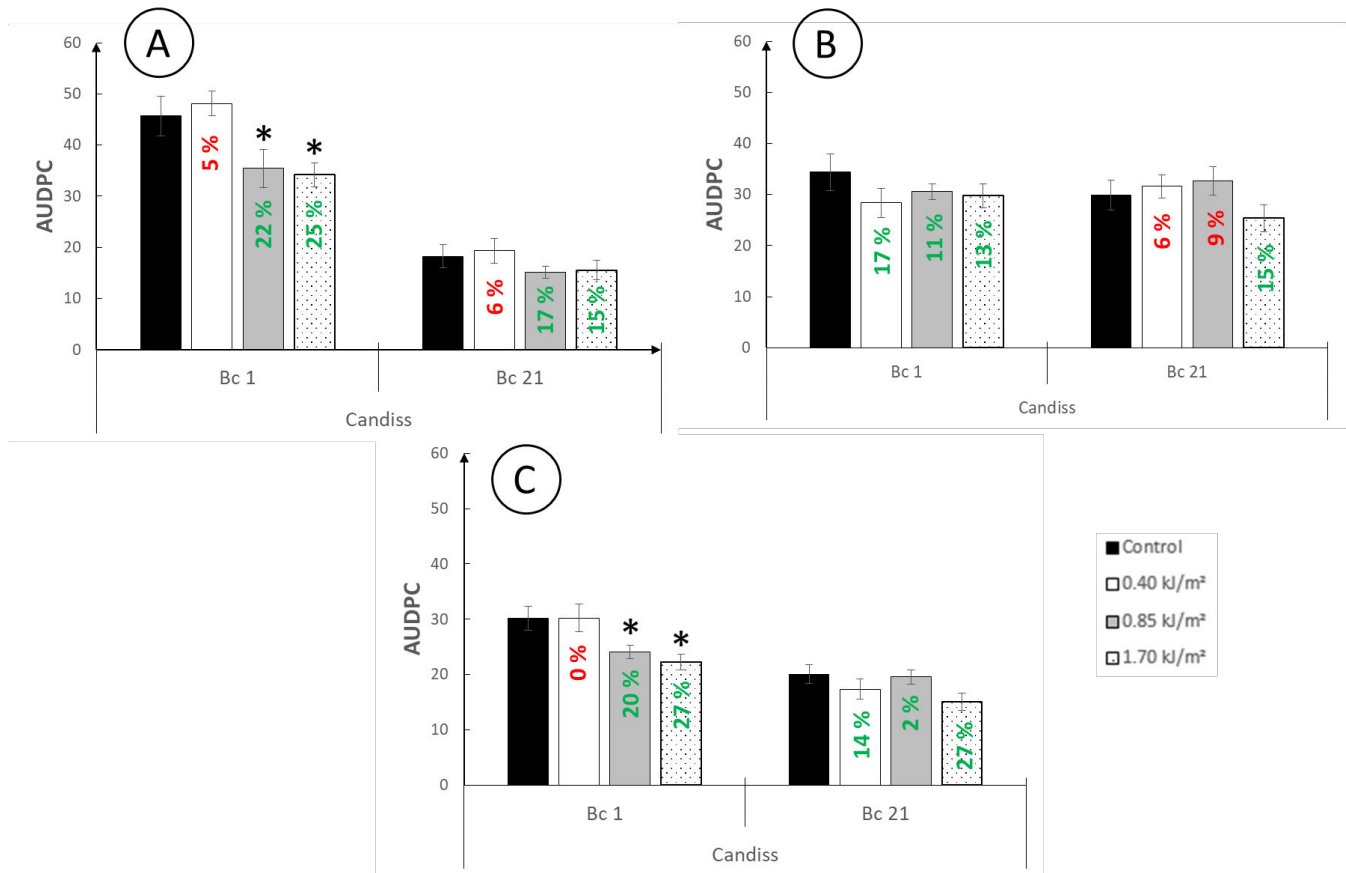 A
60
50
40
30
20
10
0
AUDPC
5 %
*
22 %
*
25 %
6 %
17 %
15 %
Bc 1
Bc 21
Candiss
B
60
50
40
30
20
10
0
AUDPC
17 %
11 %
13 %
6 %
9 %
15 %
Bc 1
Bc 21
Candiss
C
60
50
40
30
20
10
0
AUDPC
0 %
*
20 %
*
27 %
14 %
2 %
27 %
Bc 1
Bc 21
Candiss
Control
0.40 kJ/m²
0.85 kJ/m²
1.70 kJ/m²